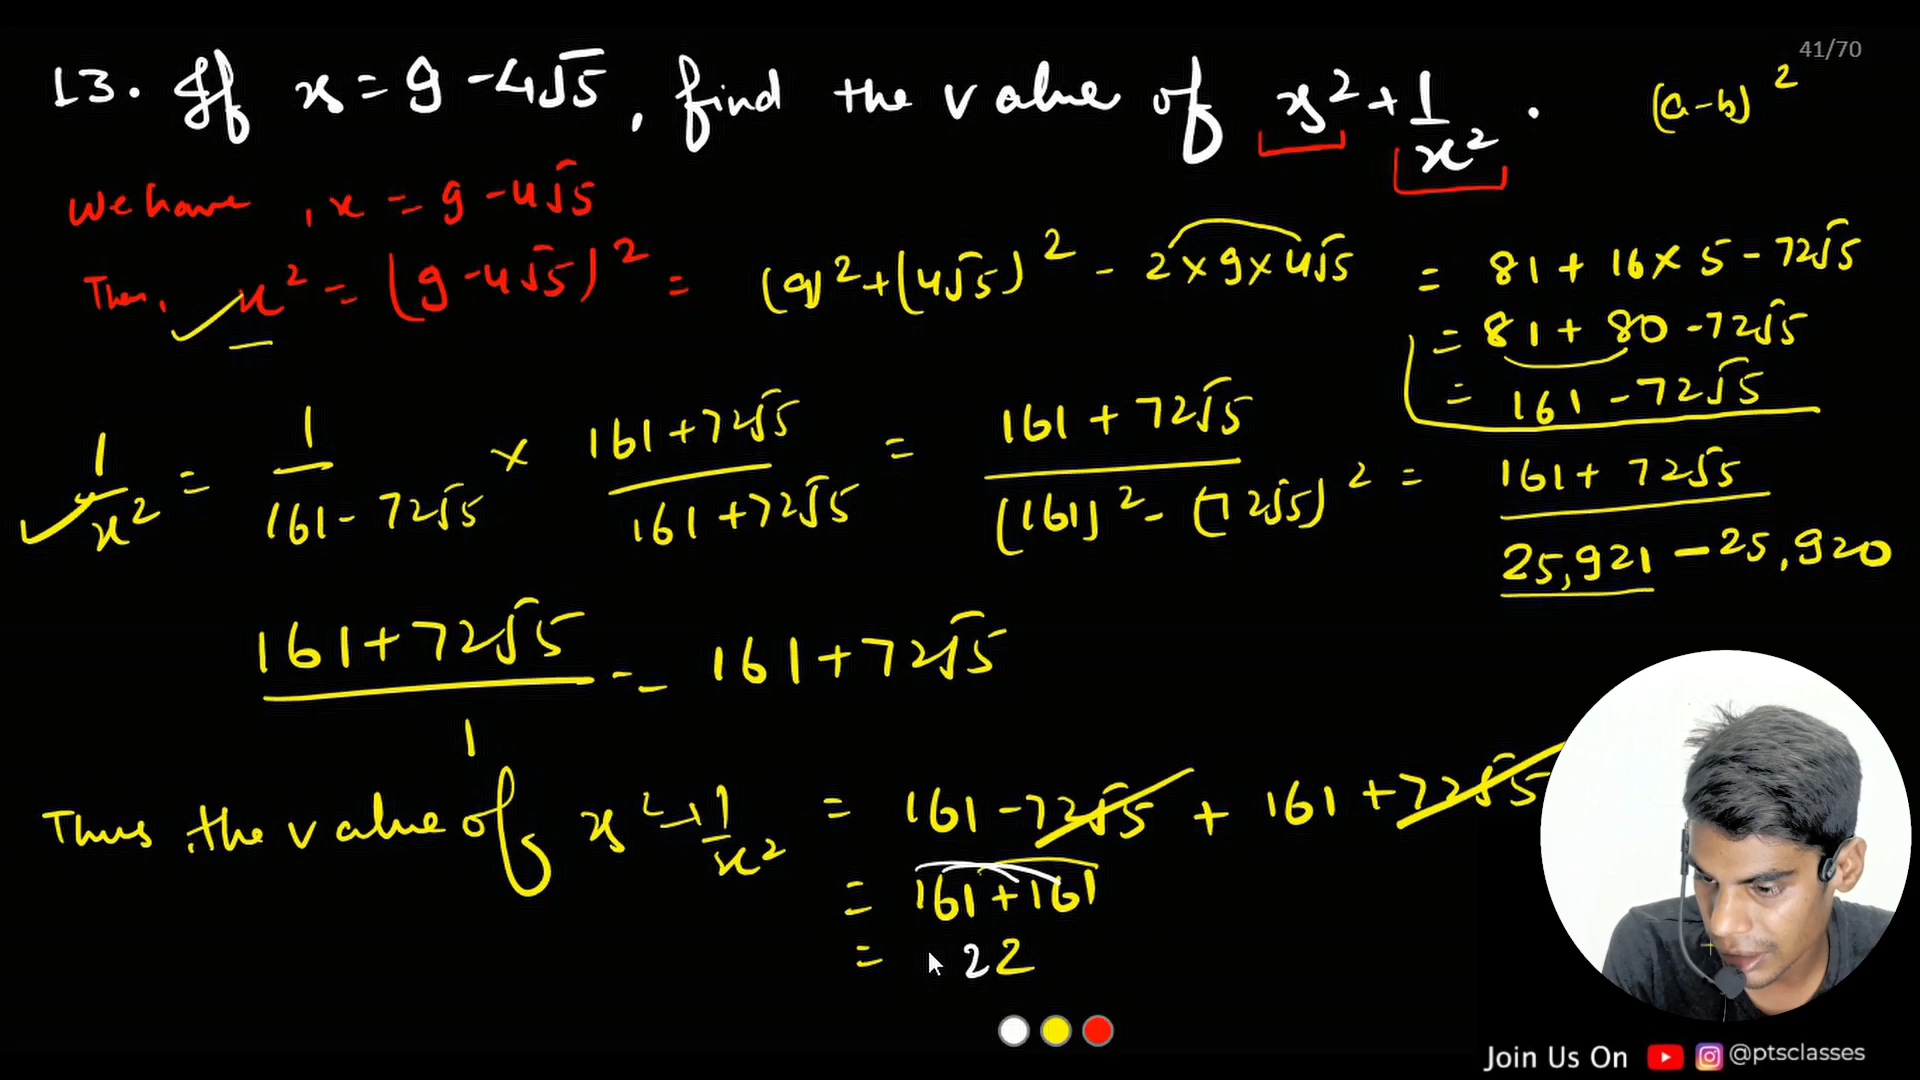 41/70
13. If x = 9 - 4√5, find the value of x² + 1/x². (a-b)²
We have, x = 9 - 4√5
Then, x² = (9 - 4√5)² = (9)² + (4√5)² - 2×9×4√5 = 81 + 16×5 - 72√5
= 81 + 80 - 72√5
= 161 - 72√5
1/x² = 1/(161 - 72√5) × (161 + 72√5)/(161 + 72√5) = (161 + 72√5)/((161)² - (72√5)²) = (161 + 72√5)/(25,921 - 25,920)
(161 + 72√5)/1 = 161 + 72√5
Thus, the value of x² + 1/x² = 161 - 72√5 + 161 + 72√5
= 161 + 161
= 22
Join Us On @ptsclasses